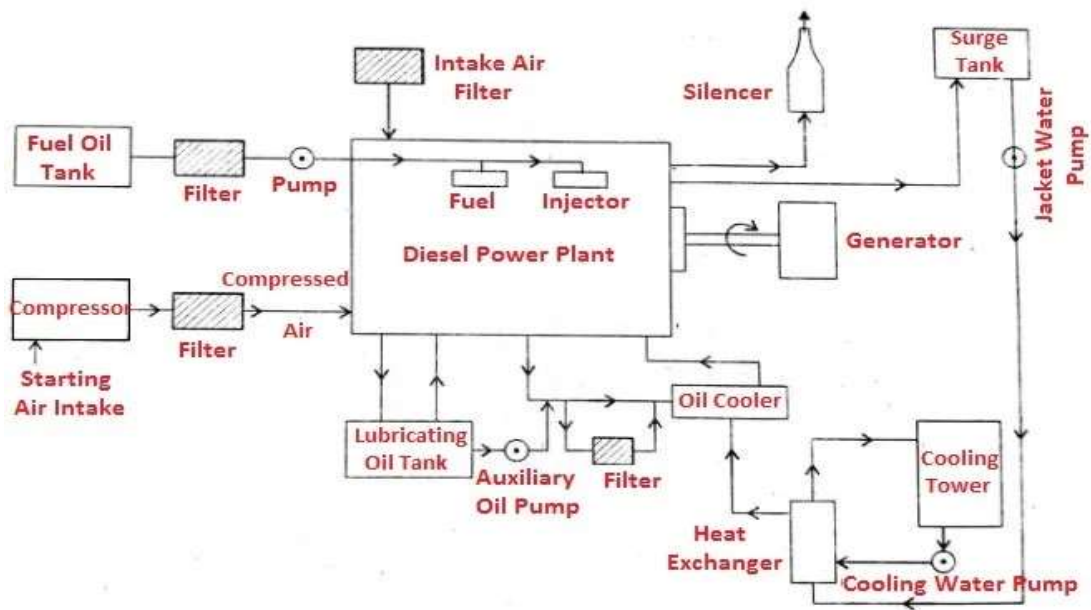 Intake Air
Filter
Silencer
Surge
Tank
Jacket Water
Pump
Fuel Oil
Tank
Filter
Pump
Fuel
Injector
Generator
Diesel Power Plant
Compressor
Filter
Compressed
Air
Starting
Air Intake
Lubricating
Oil Tank
Auxiliary
Oil Pump
Filter
Oil Cooler
Cooling
Tower
Heat
Exchanger
Cooling Water Pump